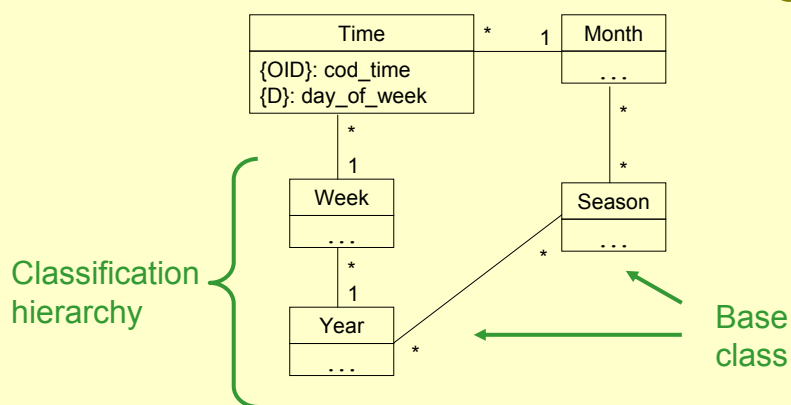 Time
* 1
Month
{OID}: cod_time
{D}: day_of_week
...
*
1
*
*
Week
...
Season
...
*
Classification
hierarchy
*
1
Year
...
*
Base
class